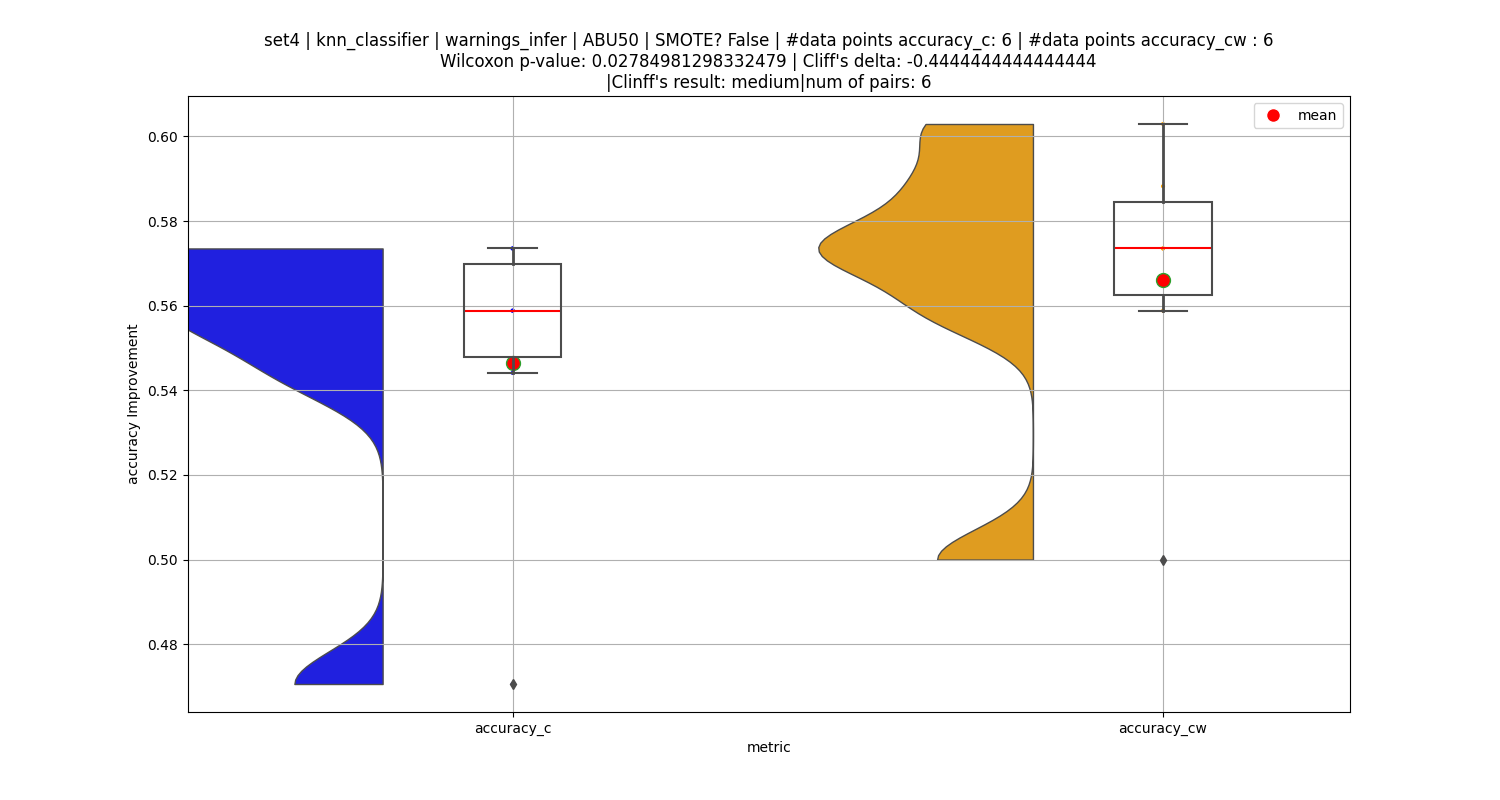 set4 | knn_classifier | warnings_infer | ABU50 | SMOTE? False | #data points accuracy_c: 6 | #data points accuracy_cw : 6
Wilcoxon p-value: 0.02784981298332479 | Cliff's delta: -0.4444444444444444
|Clinff's result: medium|num of pairs: 6
mean
0.60
0.58
0.56
0.54
0.52
0.50
0.48
accuracy Improvement
accuracy_c
accuracy_cw
metric